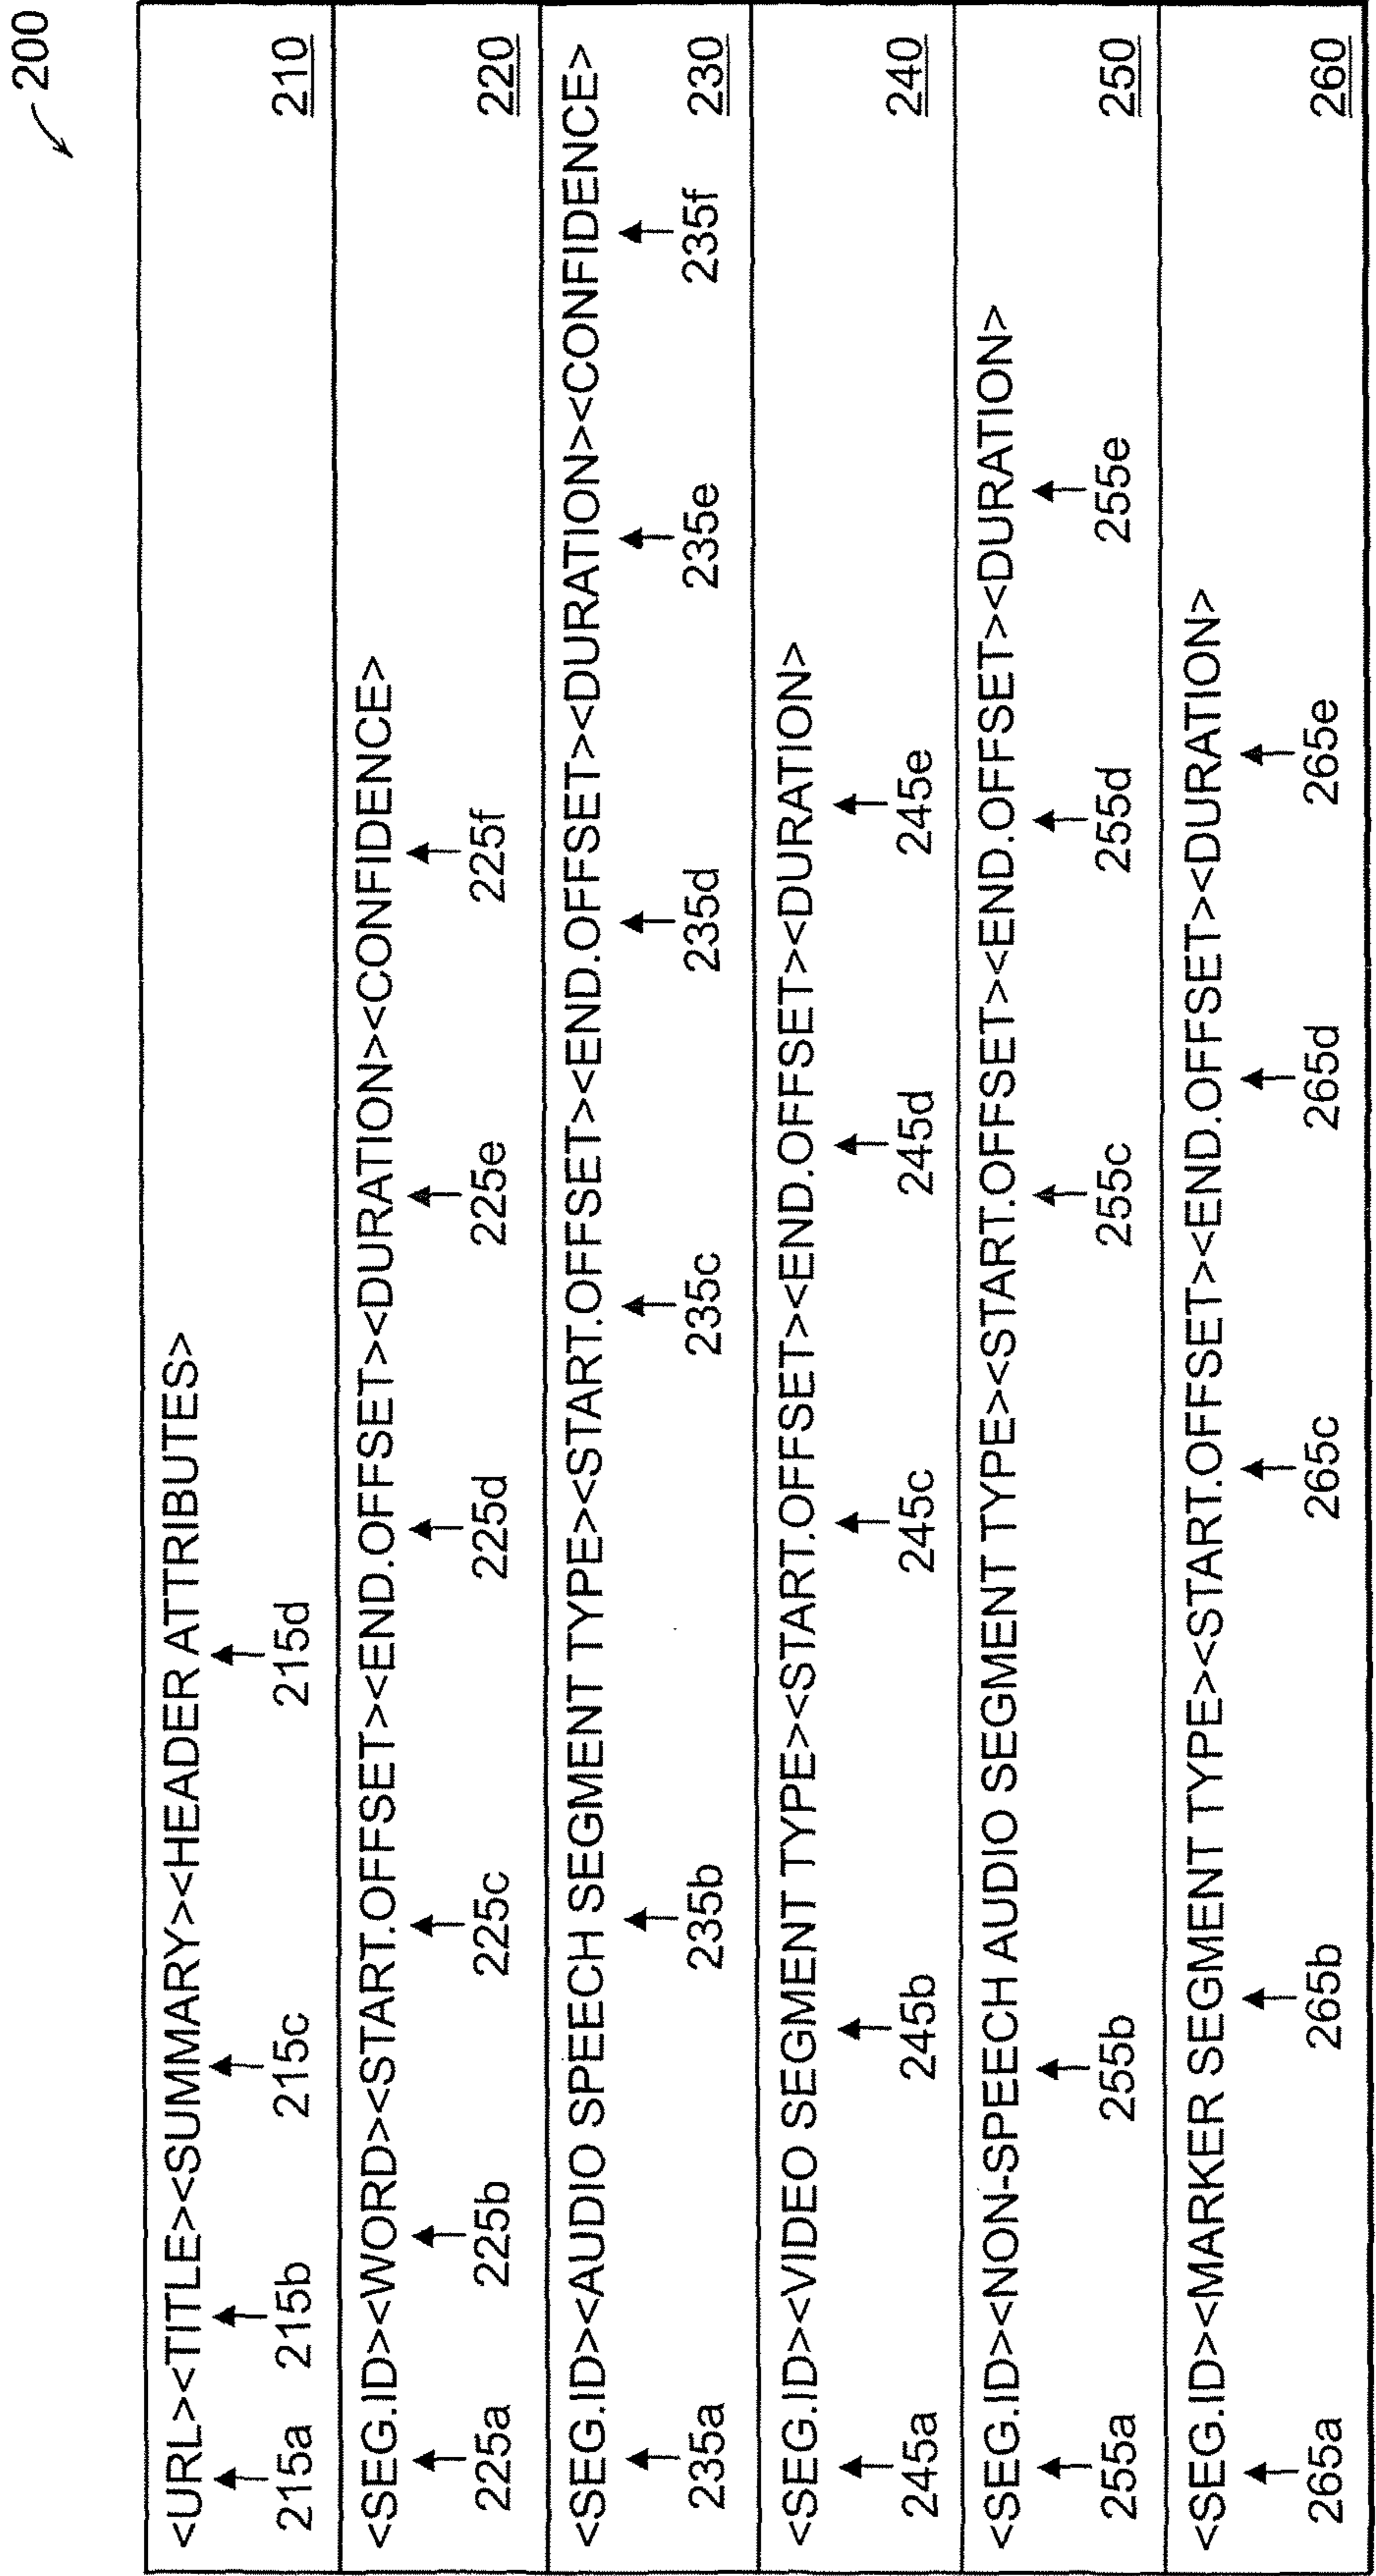 200
<URL><TITLE><SUMMARY><HEADER ATTRIBUTES>
215a 215b 215c 215d 210
<SEG.ID><WORD><START.OFFSET><END.OFFSET><DURATION><CONFIDENCE>
225a 225b 225c 225d 225e 225f 220
<SEG.ID><AUDIO SPEECH SEGMENT TYPE><START.OFFSET><END.OFFSET><DURATION><CONFIDENCE>
235a 235b 235c 235d 235e 235f 230
<SEG.ID><VIDEO SEGMENT TYPE><START.OFFSET><END.OFFSET><DURATION>
245a 245b 245c 245d 245e 240
<SEG.ID><NON-SPEECH AUDIO SEGMENT TYPE><START.OFFSET><END.OFFSET><DURATION>
255a 255b 255c 255d 255e 250
<SEG.ID><MARKER SEGMENT TYPE><START.OFFSET><END.OFFSET><DURATION>
265a 265b 265c 265d 265e 260